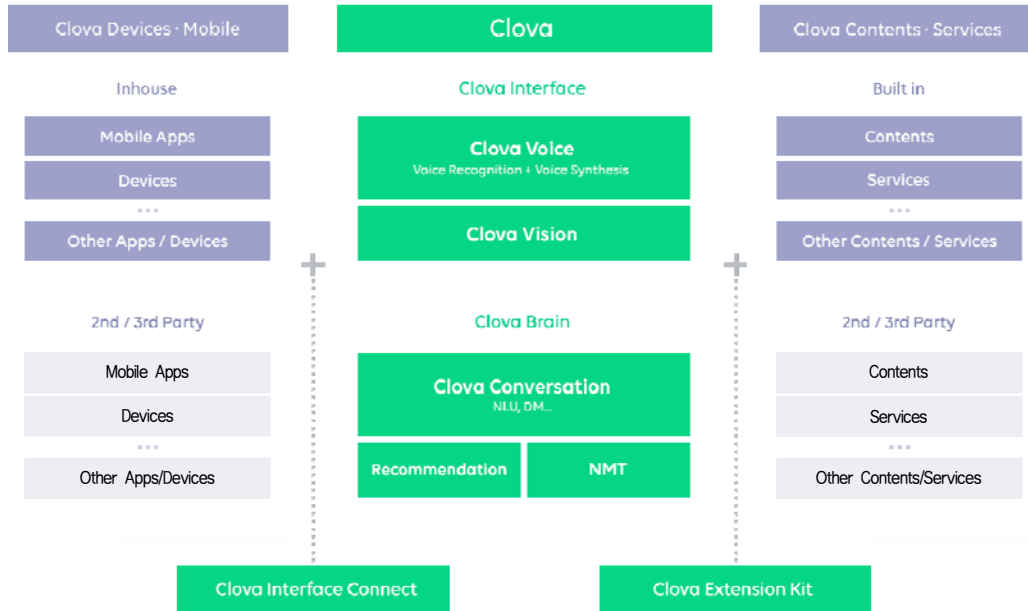 Clova Devices · Mobile
Inhouse
Mobile Apps
Devices
...
Other Apps / Devices
2nd / 3rd Party
Mobile Apps
Devices
...
Other Apps/Devices
Clova
Clova Interface
Clova Voice
Voice Recognition + Voice Synthesis
Clova Vision
Clova Brain
Clova Conversation
NLU, DM...
Recommendation
NMT
Clova Contents · Services
Built in
Contents
Services
...
Other Contents / Services
2nd / 3rd Party
Contents
Services
...
Other Contents/Services
+
+
Clova Interface Connect
Clova Extension Kit